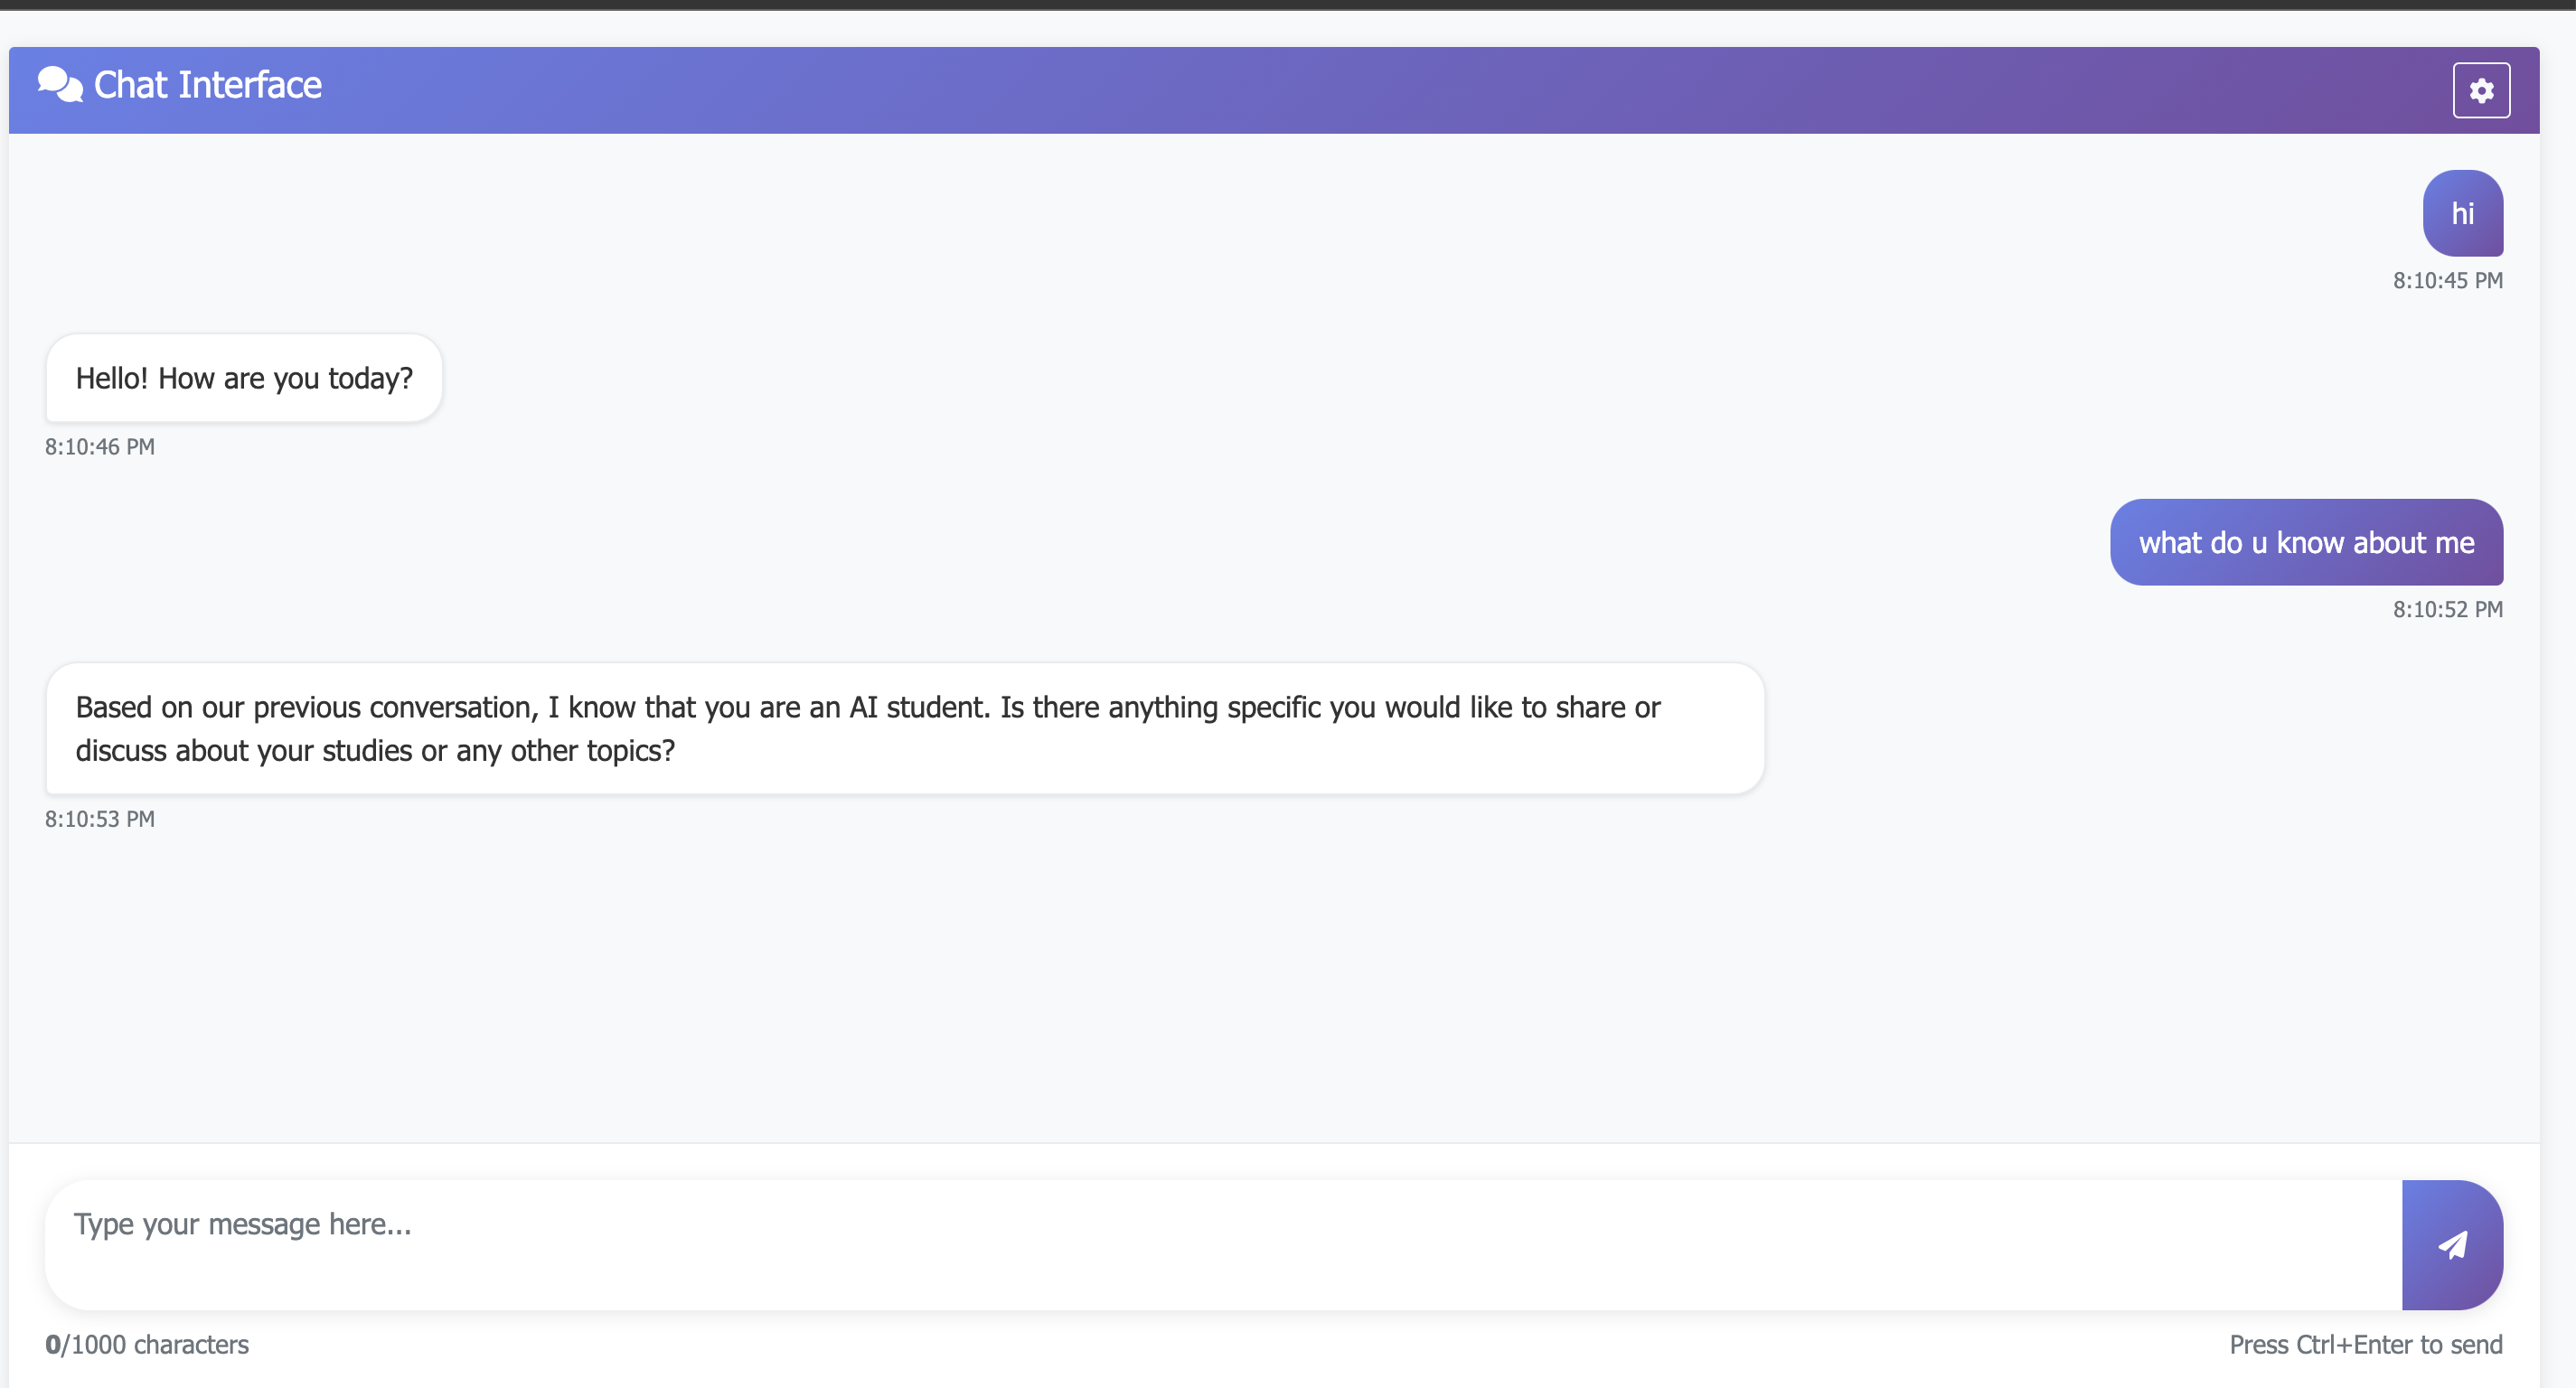 Chat Interface
hi
8:10:45 PM
Hello! How are you today?
8:10:46 PM
what do u know about me
8:10:52 PM
Based on our previous conversation, I know that you are an AI student. Is there anything specific you would like to share or
discuss about your studies or any other topics?
8:10:53 PM
Type your message here...
0/1000 characters
Press Ctrl+Enter to send